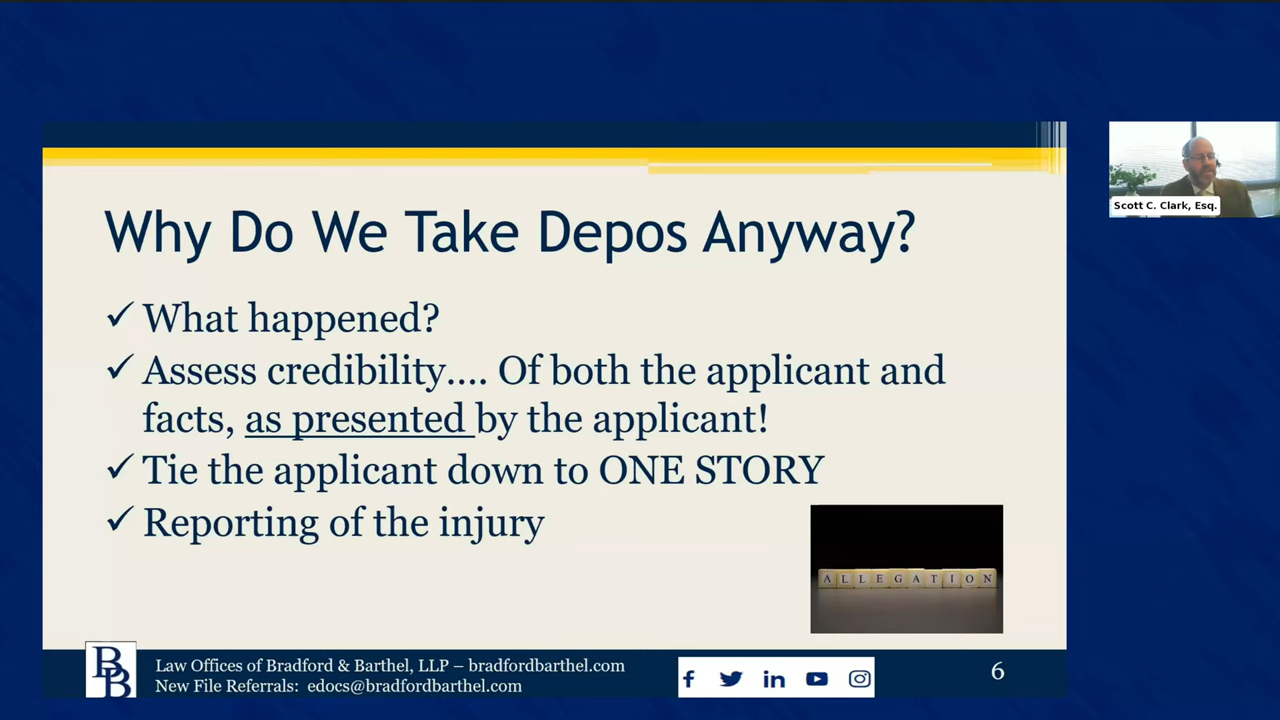 Why Do We Take Depos Anyway?
✓ What happened?
✓ Assess credibility.... Of both the applicant and
facts, as presented by the applicant!
✓ Tie the applicant down to ONE STORY
✓ Reporting of the injury
ALLEGATION
BB
Law Offices of Bradford & Barthel, LLP – bradfordbarthel.com
New File Referrals: edocs@bradfordbarthel.com
6
Scott C. Clark, Esq.